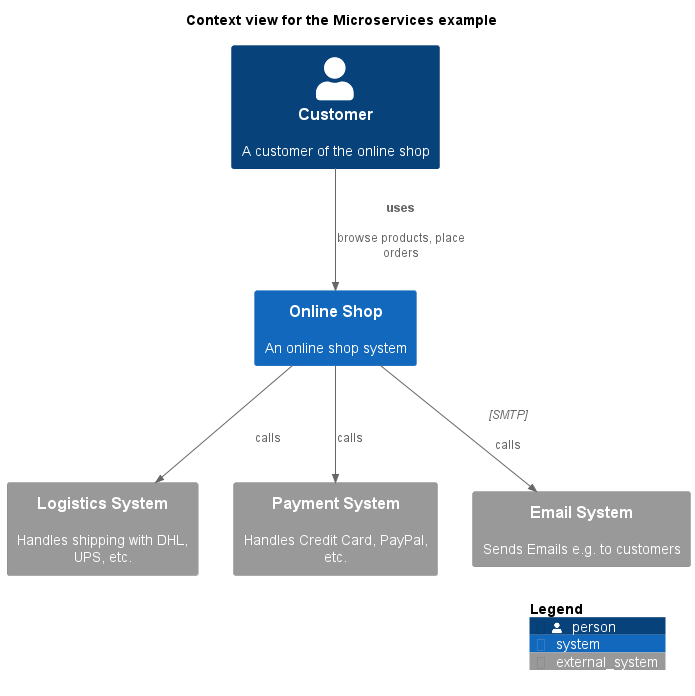 Context view for the Microservices example
Customer
A customer of the online shop
uses
browse products, place
orders
Online Shop
An online shop system
[SMTP]
calls
calls
calls
Logistics System
Handles shipping with DHL,
UPS, etc.
Payment System
Handles Credit Card, PayPal,
etc.
Email System
Sends Emails e.g. to customers
Legend
person
system
external_system